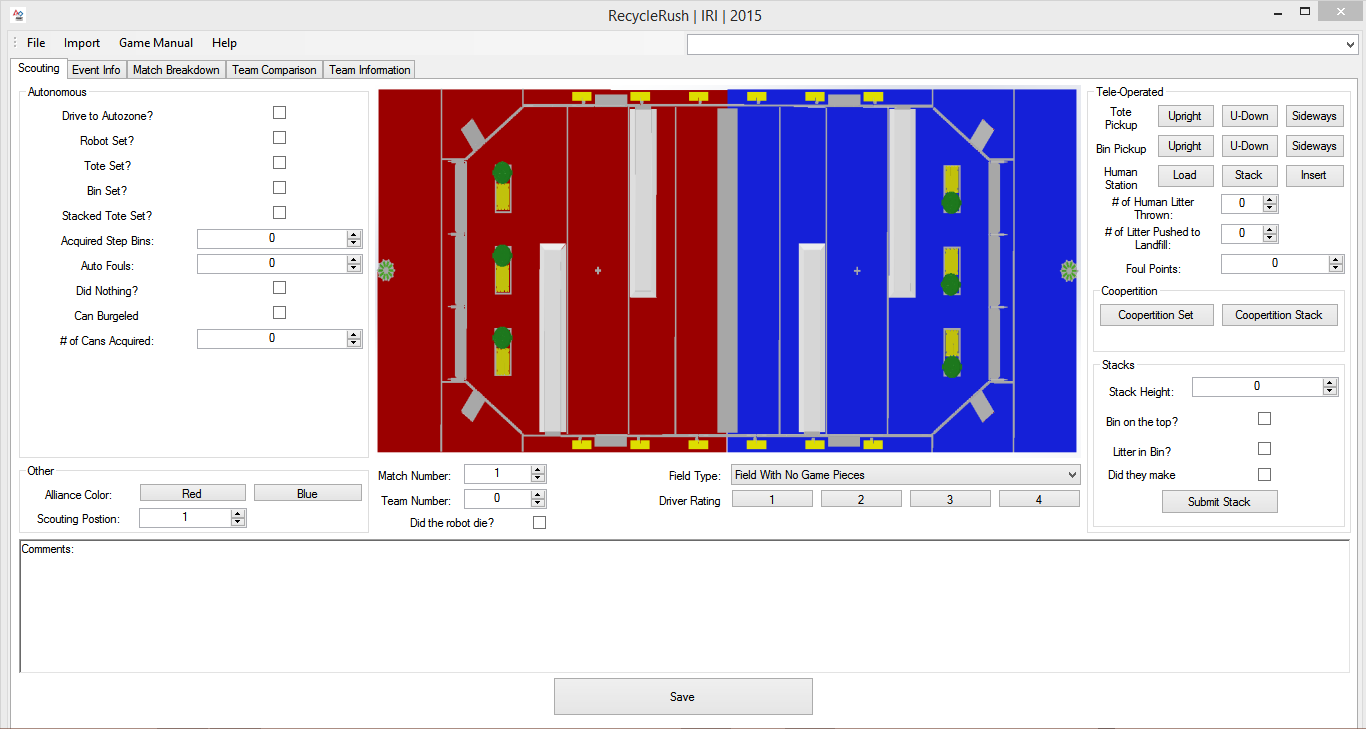 RecycleRush | IRI | 2015
File Import Game Manual Help
Scouting Event Info Match Breakdown Team Comparison Team Information
Autonomous
Drive to Autozone?
Robot Set?
Tote Set?
Bin Set?
Stacked Tote Set?
Acquired Step Bins: 0
Auto Fouls: 0
Did Nothing?
Can Burgeled
# of Cans Acquired: 0
Other
Alliance Color: Red Blue
Scouting Postion: 1
Match Number: 1
Team Number: 0
Did the robot die?
Field Type: Field With No Game Pieces
Driver Rating 1 2 3 4
Tele-Operated
Tote
Pickup Upright U-Down Sideways
Bin Pickup Upright U-Down Sideways
Human
Station Load Stack Insert
# of Human Litter
Thrown: 0
# of Litter Pushed to
Landfill: 0
Foul Points: 0
Coopertition
Coopertition Set Coopertition Stack
Stacks
Stack Height: 0
Bin on the top?
Litter in Bin?
Did they make
Submit Stack
Comments:
Save